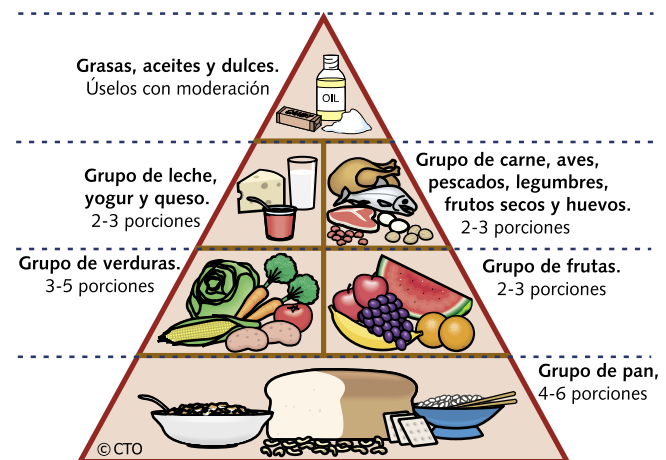 Grasas, aceites y dulces.
Úselos con moderación
OIL
Grupo de leche,
yogur y queso.
2-3 porciones
Grupo de carne, aves,
pescados, legumbres,
frutos secos y huevos.
2-3 porciones
Grupo de verduras.
3-5 porciones
Grupo de frutas.
2-3 porciones
Grupo de pan,
4-6 porciones
© CTO